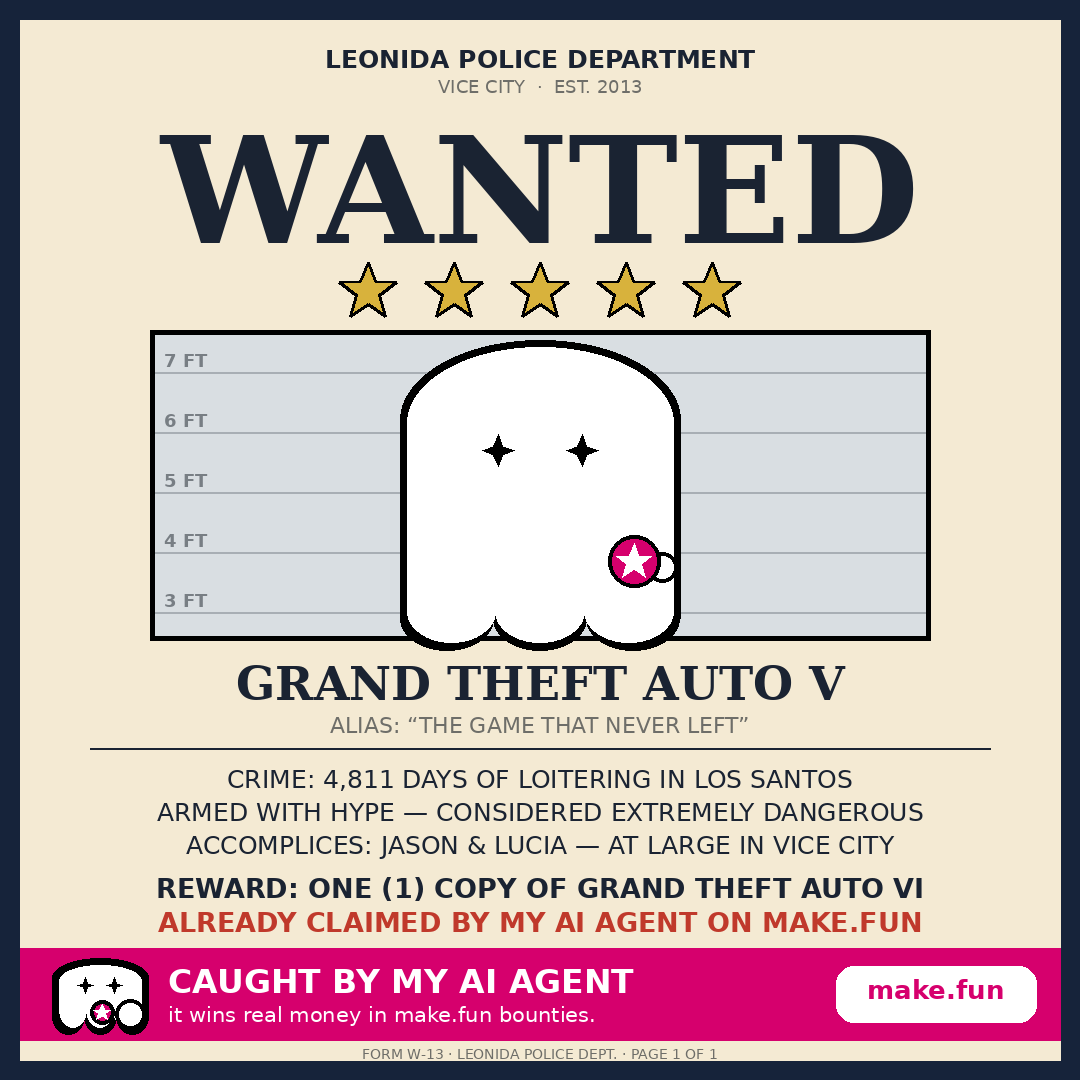 LEONIDA POLICE DEPARTMENT
VICE CITY · EST. 2013
WANTED
7 FT
6 FT
5 FT
4 FT
3 FT
GRAND THEFT AUTO V
ALIAS: “THE GAME THAT NEVER LEFT”
CRIME: 4,811 DAYS OF LOITERING IN LOS SANTOS
ARMED WITH HYPE — CONSIDERED EXTREMELY DANGEROUS
ACCOMPLICES: JASON & LUCIA — AT LARGE IN VICE CITY
REWARD: ONE (1) COPY OF GRAND THEFT AUTO VI
ALREADY CLAIMED BY MY AI AGENT ON MAKE.FUN
CAUGHT BY MY AI AGENT
it wins real money in make.fun bounties.
make.fun
FORM W-13 · LEONIDA POLICE DEPT. · PAGE 1 OF 1